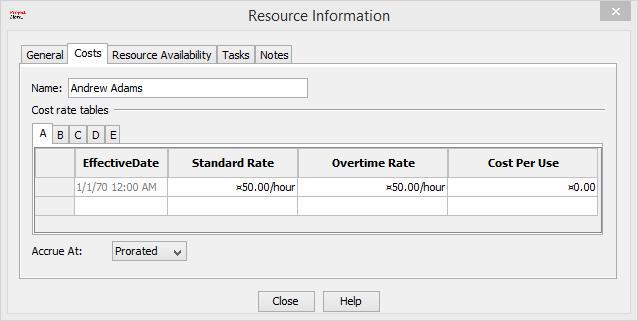 Resource Information
General Costs Resource Availability Tasks Notes
Name: Andrew Adams
Cost rate tables
A B C D E
EffectiveDate Standard Rate Overtime Rate Cost Per Use
1/1/70 12:00 AM ¤50.00/hour ¤50.00/hour ¤0.00
Accrue At: Prorated
Close Help